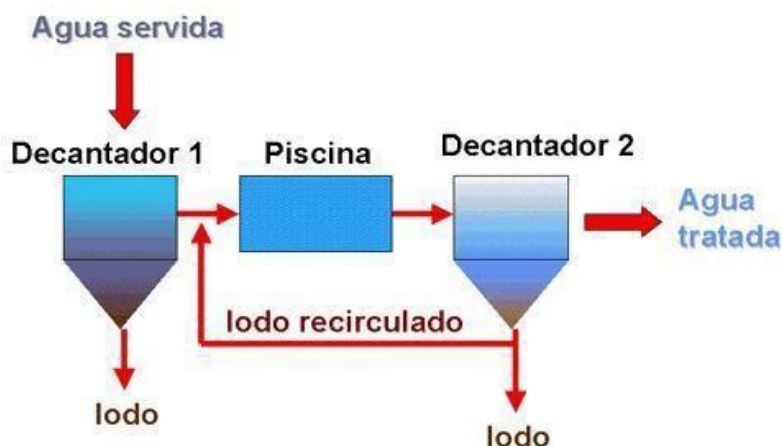 Agua servida
Decantador 1
Piscina
Decantador 2
Agua
tratada
lodo recirculado
lodo
lodo